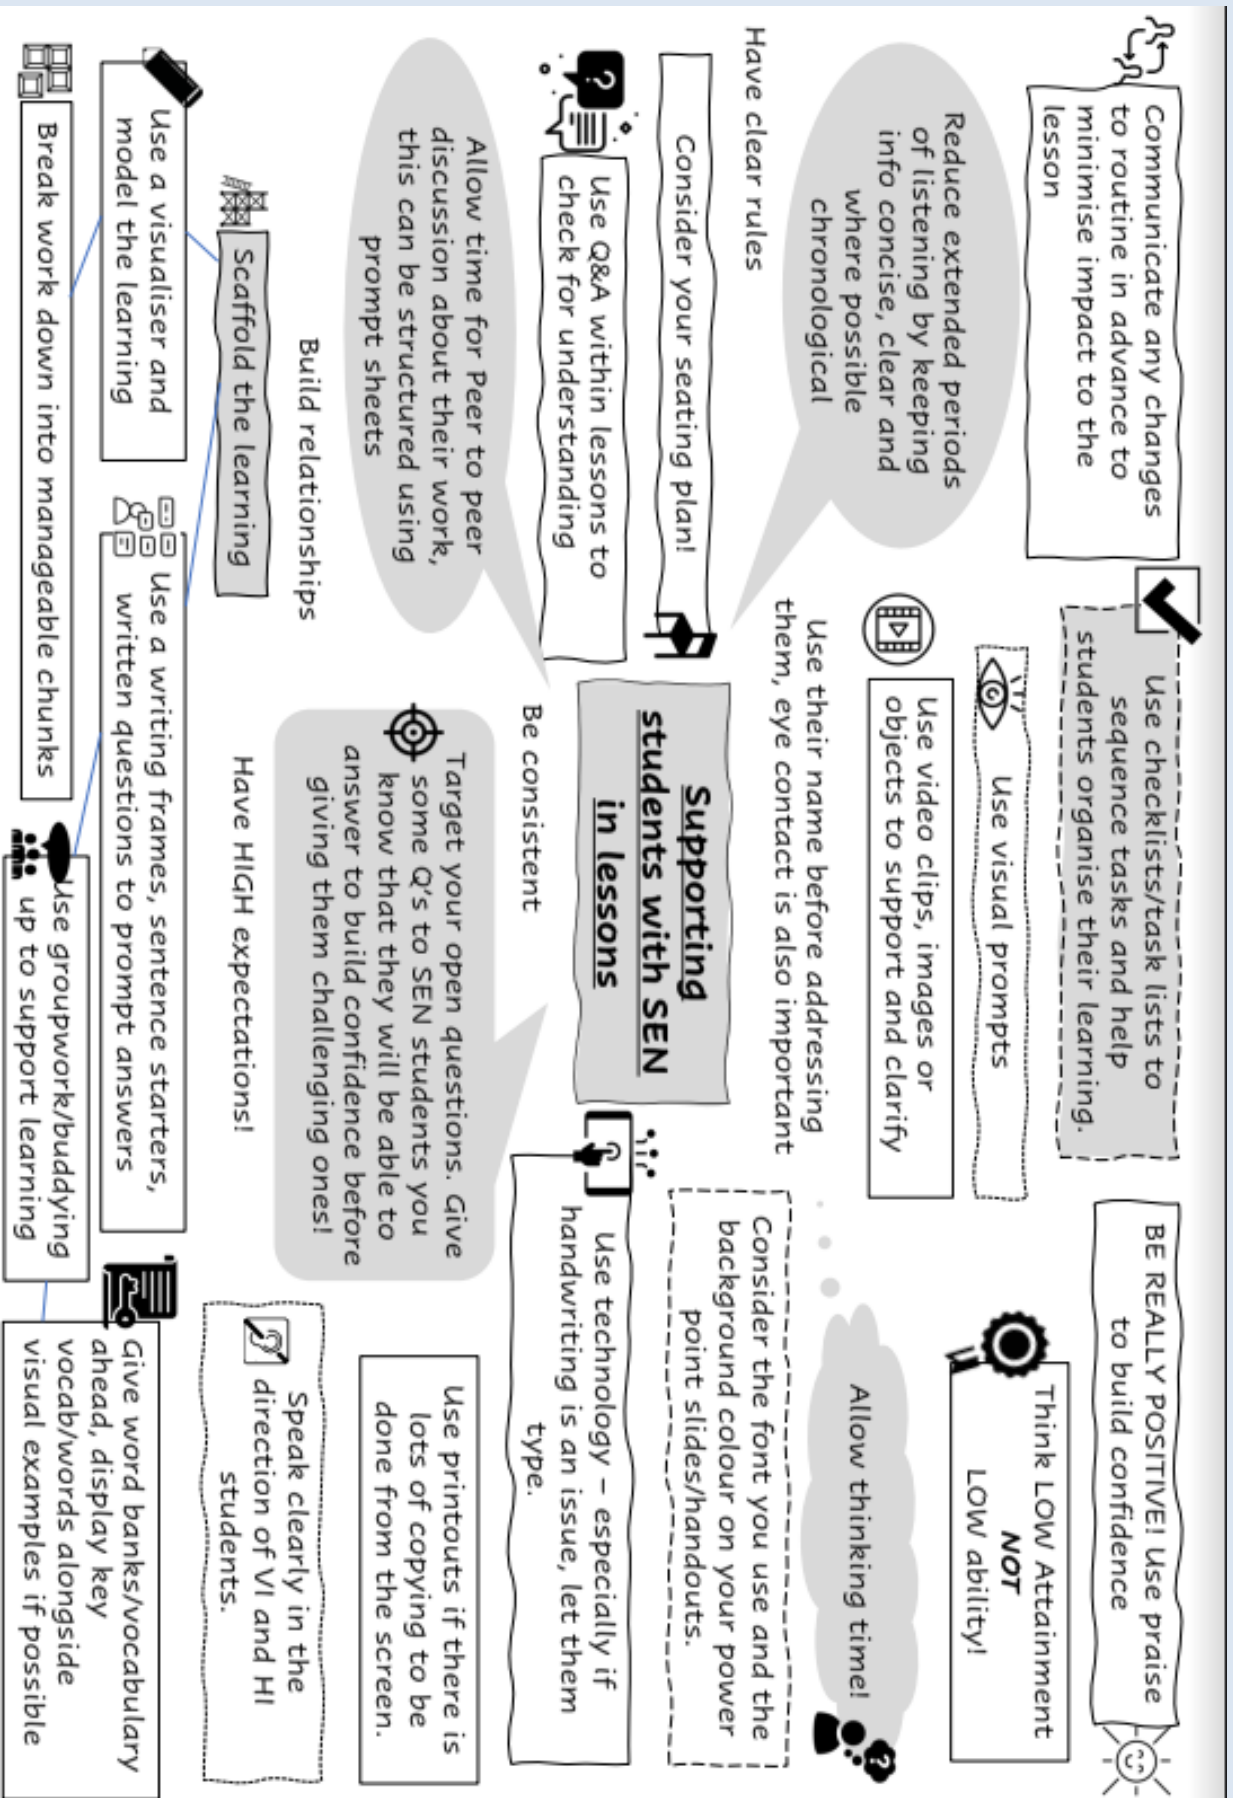 Communicate any changes
to routine in advance to
minimise impact to the
lesson
Use checklists/task lists to
sequence tasks and help
students organise their learning.
BE REALLY POSITIVE! Use praise
to build confidence
Reduce extended periods
of listening by keeping
info concise, clear and
where possible
chronological
Use visual prompts
Think LOW Attainment
NOT
LOW ability!
Use video clips, images or
objects to support and clarify
Allow thinking time!
?
Have clear rules
Use their name before addressing
them, eye contact is also important
Consider your seating plan!
Consider the font you use and the
background colour on your power
point slides/handouts.
Supporting
students with SEN
in lessons
?
Use Q&A within lessons to
check for understanding
Use technology – especially if
handwriting is an issue, let them
type.
Allow time for Peer to peer
discussion about their work,
this can be structured using
prompt sheets
Be consistent
Target your open questions. Give
some Q's to SEN students you
know that they will be able to
answer to build confidence before
giving them challenging ones!
Use printouts if there is
lots of copying to be
done from the screen.
Build relationships
Have HIGH expectations!
Speak clearly in the
direction of VI and HI
students.
Scaffold the learning
Use a visualiser and
model the learning
Use a writing frames, sentence starters,
written questions to prompt answers
Give word banks/vocabulary
ahead, display key
vocab/words alongside
visual examples if possible
Break work down into manageable chunks
Use groupwork/buddying
up to support learning